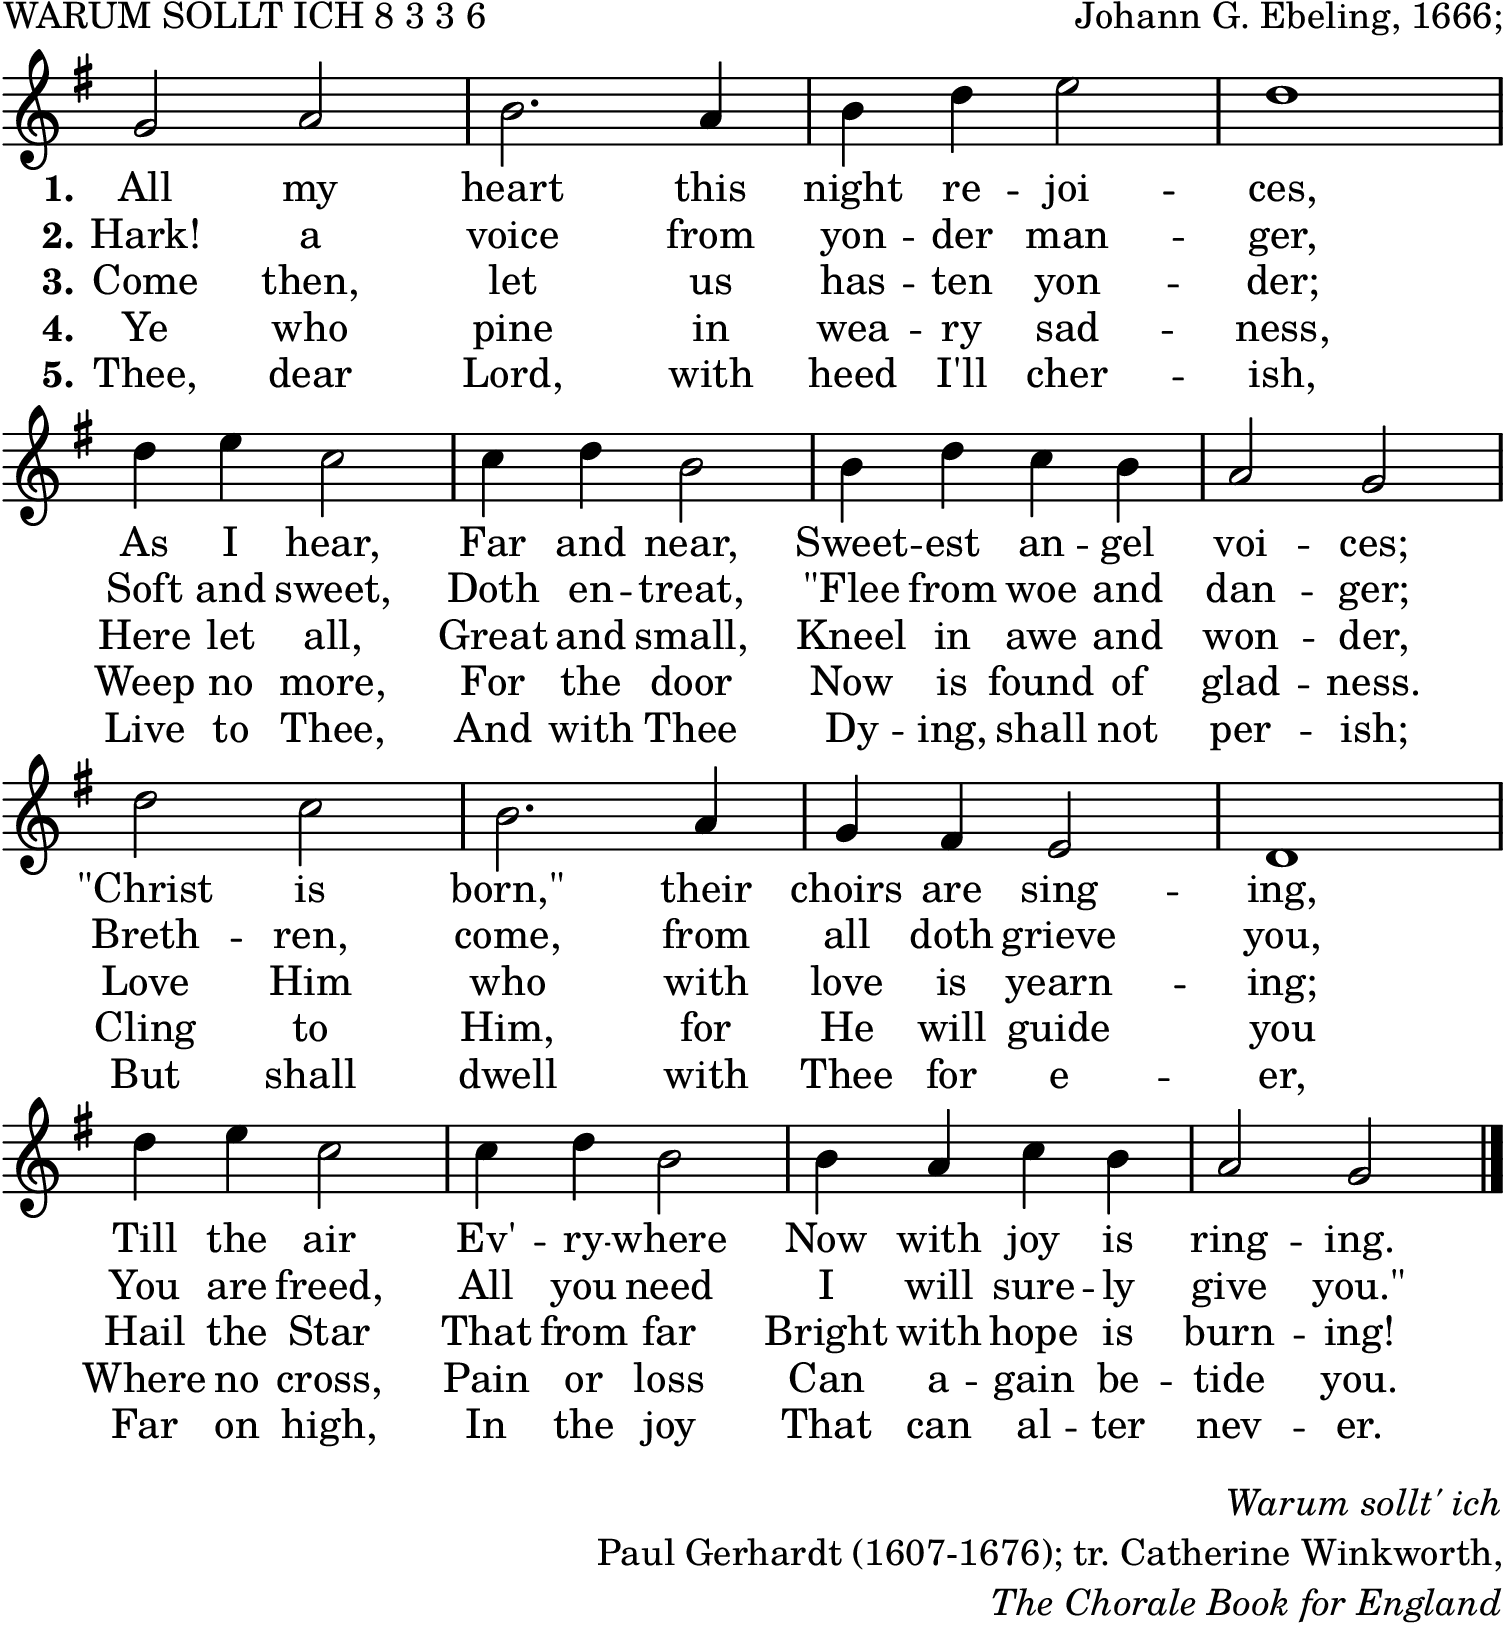 WARUM SOLLT ICH 8 3 3 6 Johann G. Ebeling, 1666;
1. All my heart this night re - joi - ces,
2. Hark! a voice from yon - der man - ger,
3. Come then, let us has - ten yon - der;
4. Ye who pine in wea - ry sad - ness,
5. Thee, dear Lord, with heed I'll cher - ish,
As I hear, Far and near, Sweet - est an - gel voi - ces;
Soft and sweet, Doth en - treat, "Flee from woe and dan - ger;
Here let all, Great and small, Kneel in awe and won - der,
Weep no more, For the door Now is found of glad - ness.
Live to Thee, And with Thee Dy - ing, shall not per - ish;
"Christ is born," their choirs are sing - ing,
Breth - ren, come, from all doth grieve you,
Love Him who with love is yearn - ing;
Cling to Him, for He will guide you
But shall dwell with Thee for e - er,
Till the air Ev' - ry - where Now with joy is ring - ing.
You are freed, All you need I will sure - ly give you."
Hail the Star That from far Bright with hope is burn - ing!
Where no cross, Pain or loss Can a - gain be - tide you.
Far on high, In the joy That can al - ter nev - er.
Warum sollt' ich
Paul Gerhardt (1607-1676); tr. Catherine Winkworth,
The Chorale Book for England